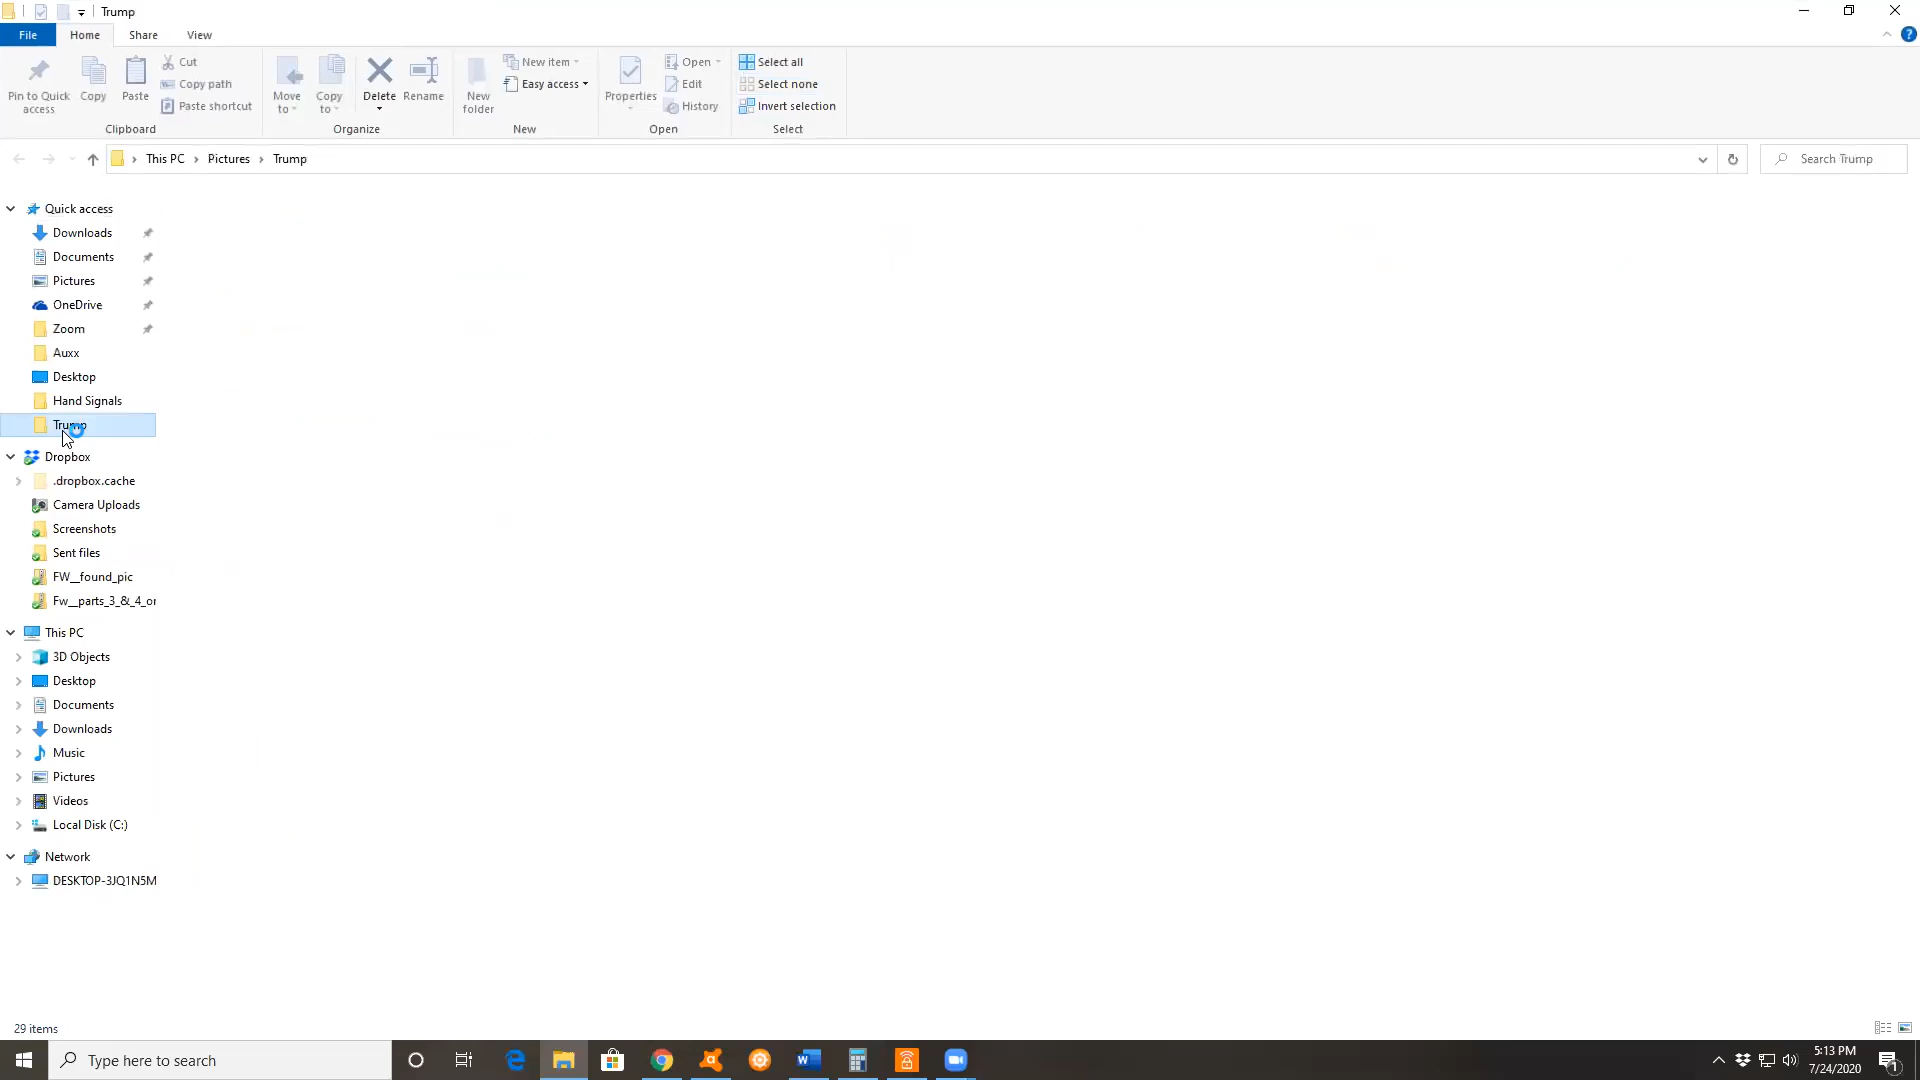 Trump
File Home Share View
Pin to Quick access
Copy
Paste
Cut
Copy path
Paste shortcut
Clipboard
Move to
Copy to
Delete
Rename
Organize
New folder
New item
Easy access
New
Properties
Open
Edit
History
Open
Select all
Select none
Invert selection
Select
This PC › Pictures › Trump
Search Trump
Quick access
Downloads
Documents
Pictures
OneDrive
Zoom
Auxx
Desktop
Hand Signals
Trump
Dropbox
.dropbox.cache
Camera Uploads
Screenshots
Sent files
FW__found_pic
Fw__parts_3_&_4_or
This PC
3D Objects
Desktop
Documents
Downloads
Music
Pictures
Videos
Local Disk (C:)
Network
DESKTOP-3JQ1N5M
29 items
Type here to search
5:13 PM
7/24/2020